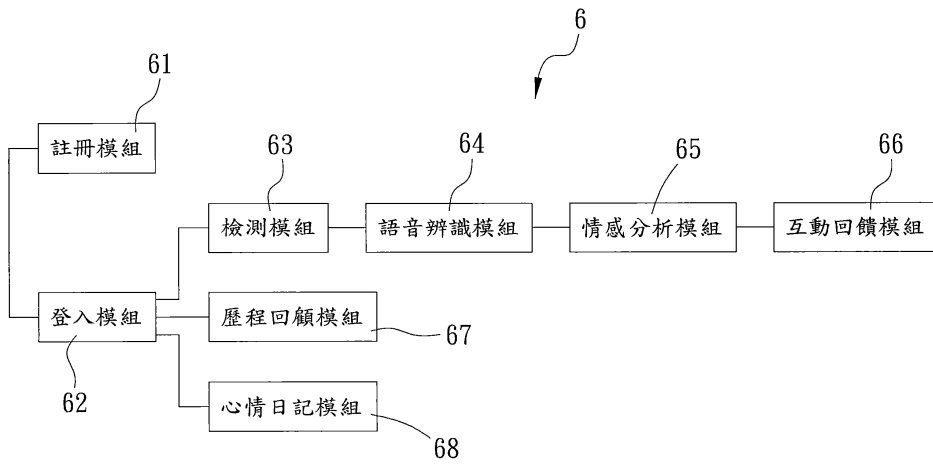 6
61
註冊模組
63
64
65
66
檢測模組
語音辨識模組
情感分析模組
互動回饋模組
登入模組
歷程回顧模組
67
62
心情日記模組
68